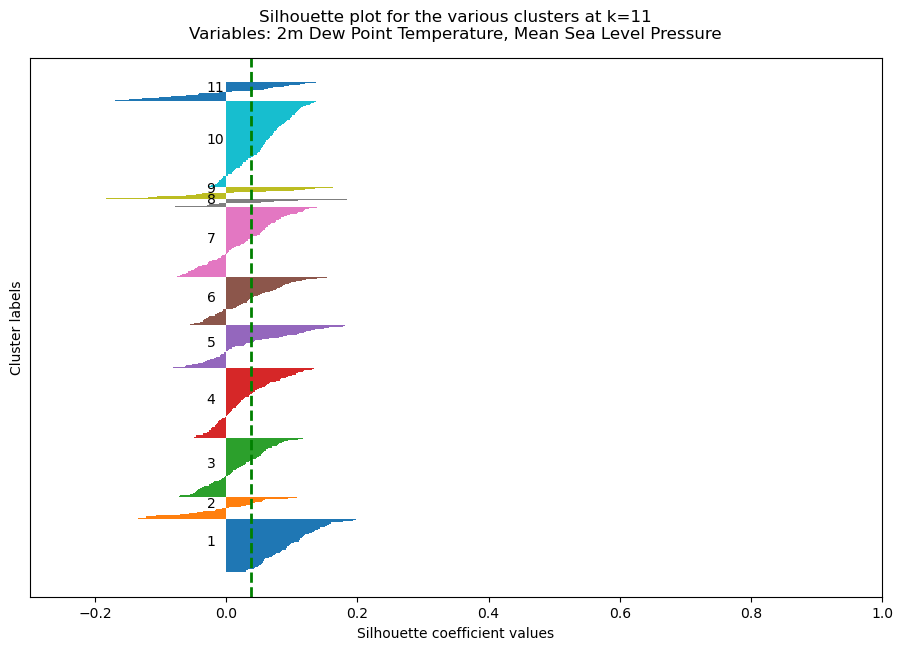 Silhouette plot for the various clusters at k=11
Variables: 2m Dew Point Temperature, Mean Sea Level Pressure
11
10
9
8
7
6
5
4
3
2
1
Cluster labels
−0.2 0.0 0.2 0.4 0.6 0.8 1.0
Silhouette coefficient values